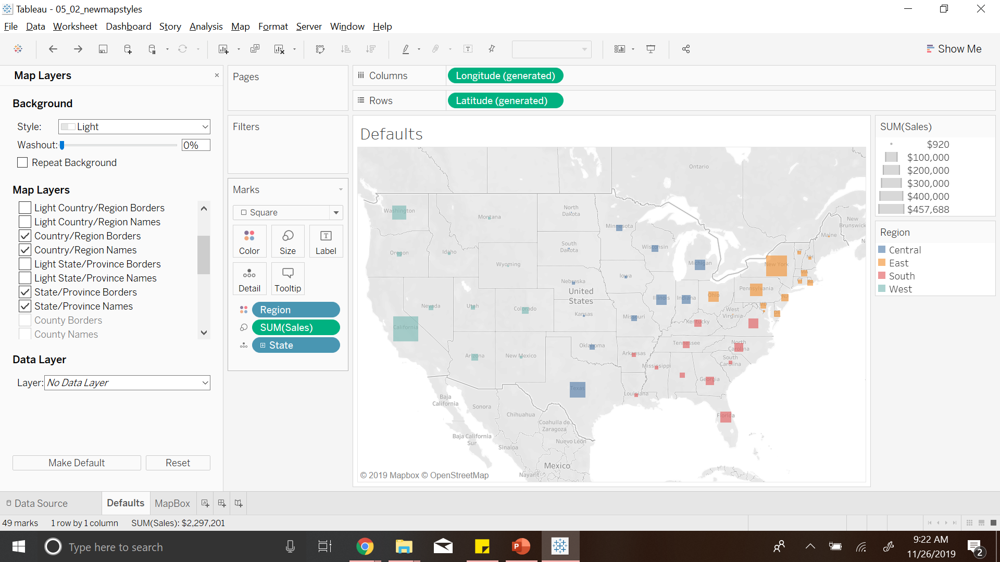 Tableau - 05_02_newmapstyles
File Data Worksheet Dashboard Story Analysis Map Format Server Window Help
Show Me
Map Layers
Background
Style: Light
Washout: 0%
Repeat Background
Map Layers
Light Country/Region Borders
Light Country/Region Names
Country/Region Borders
Country/Region Names
Light State/Province Borders
Light State/Province Names
State/Province Borders
State/Province Names
County Borders
County Names
Data Layer
Layer: No Data Layer
Make Default Reset
Pages
Filters
Marks
Square
Color Size Label
Detail Tooltip
Region
SUM(Sales)
State
Columns Longitude (generated)
Rows Latitude (generated)
Defaults
Ontario
Washington
Montana
North
Dakota
Minnesota
New
Brunswick
Maine
Oregon
Idaho
South
Dakota
Wisconsin
Wyoming
Michigan
New York
VT
NH
MA
CT
RI
Iowa
Nebraska
United
States
Pennsylvania
Illinois
Indiana
Ohio
NJ
MD
DE
Nevada
Utah
Colorado
Kansas
Missouri
West
Virginia
Kentucky
California
Oklahoma
Tennessee
North
Carolina
Arizona
New Mexico
Arkansas
South
Carolina
Mississippi
Georgia
Texas
Louisiana
Florida
Baja
California
Sonora
Chihuahua
Coahuila de
Zaragoza
Baja California
Sur
Sinaloa
Nuevo León
Mexico
Nayarit
© 2019 Mapbox © OpenStreetMap
SUM(Sales)
$920
$100,000
$200,000
$300,000
$400,000
$457,688
Region
Central
East
South
West
Data Source Defaults MapBox
49 marks 1 row by 1 column SUM(Sales): $2,297,201
Type here to search
9:22 AM
11/26/2019
2